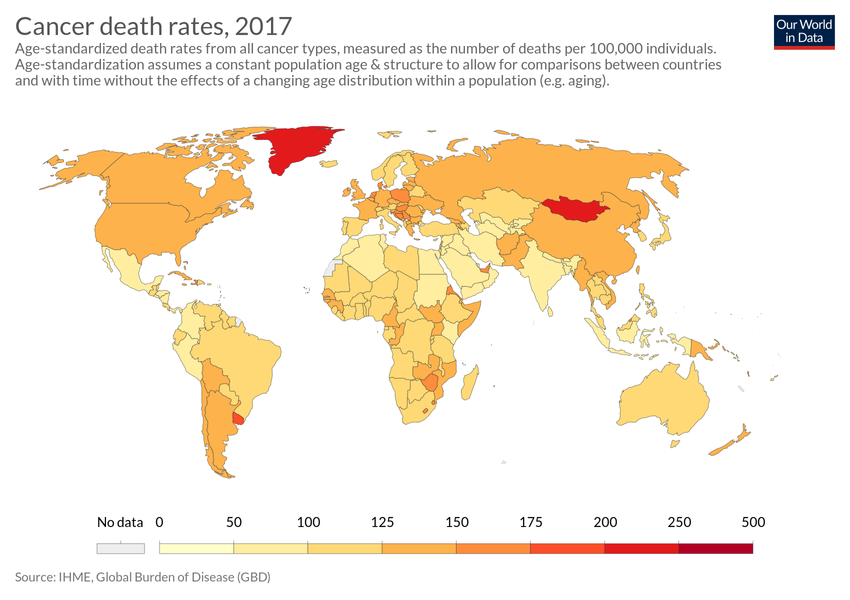 Cancer death rates, 2017
Our World
in Data
Age-standardized death rates from all cancer types, measured as the number of deaths per 100,000 individuals.
Age-standardization assumes a constant population age & structure to allow for comparisons between countries
and with time without the effects of a changing age distribution within a population (e.g. aging).
No data 0 50 100 125 150 175 200 250 500
Source: IHME, Global Burden of Disease (GBD)